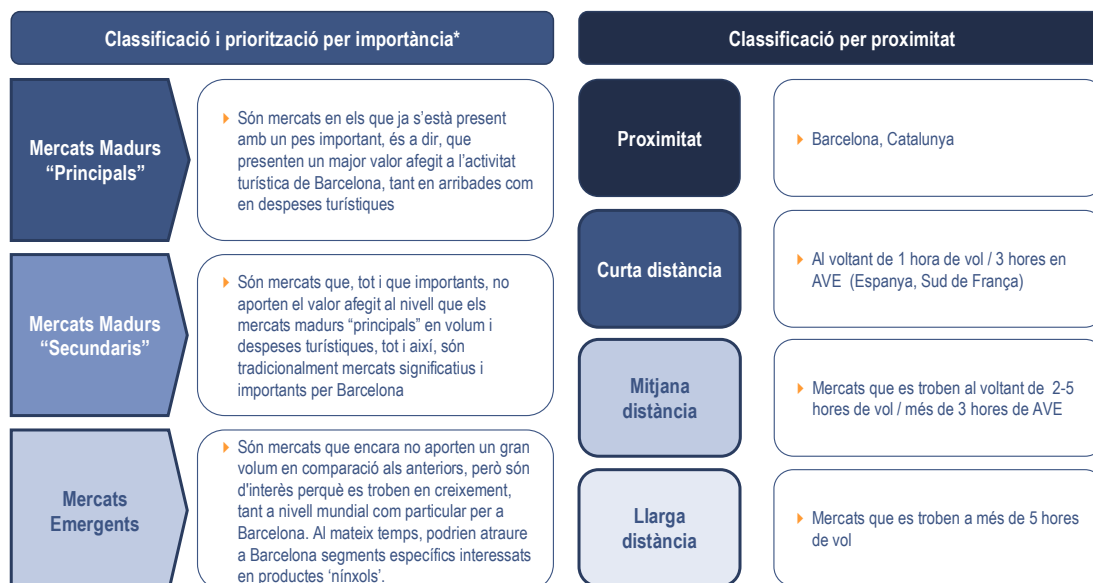 Classificació i priorització per importància*
Mercats Madurs
“Principals”
Són mercats en els que ja s’està present
amb un pes important, és a dir, que
presenten un major valor afegit a l’activitat
turística de Barcelona, tant en arribades com
en despeses turístiques
Mercats Madurs
“Secundaris”
Són mercats que, tot i que importants, no
aporten el valor afegit al nivell que els
mercats madurs “principals” en volum i
despeses turístiques, tot i així, són
tradicionalment mercats significatius i
importants per Barcelona
Mercats
Emergents
Són mercats que encara no aporten un gran
volum en comparació als anteriors, però són
d'interès perquè es troben en creixement,
tant a nivell mundial com particular per a
Barcelona. Al mateix temps, podrien atraure
a Barcelona segments específics interessats
en productes ‘nínxols’.
Classificació per proximitat
Proximitat
Barcelona, Catalunya
Curta distància
Al voltant de 1 hora de vol / 3 hores en
AVE (Espanya, Sud de França)
Mitjana
distància
Mercats que es troben al voltant de 2-5
hores de vol / més de 3 hores de AVE
Llarga
distància
Mercats que es troben a més de 5 hores
de vol